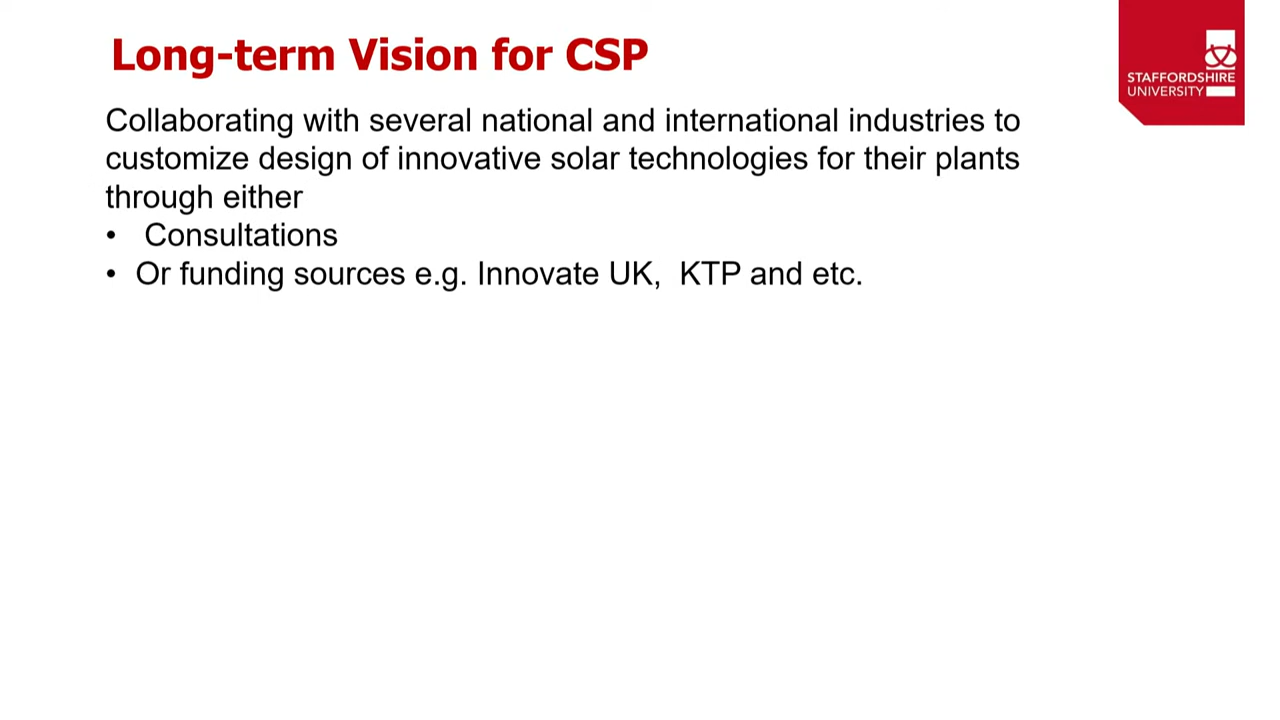 Long-term Vision for CSP
STAFFORDSHIRE
UNIVERSITY
Collaborating with several national and international industries to
customize design of innovative solar technologies for their plants
through either
• Consultations
• Or funding sources e.g. Innovate UK, KTP and etc.